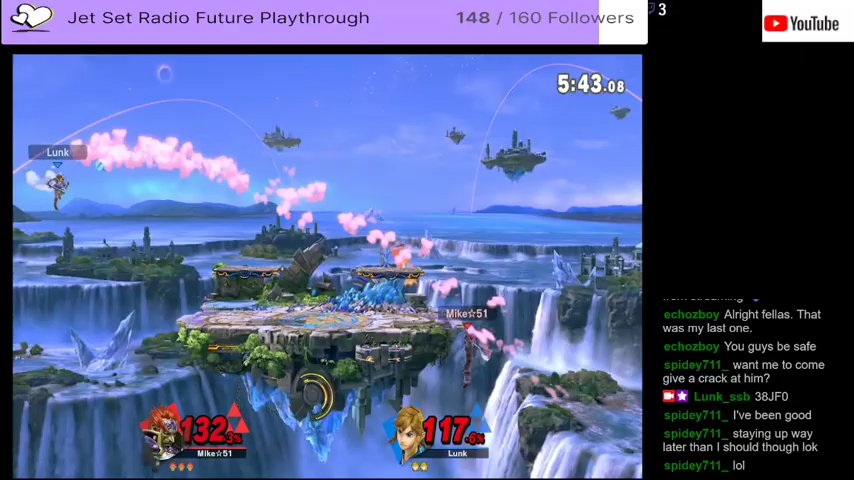 Jet Set Radio Future Playthrough
148 / 160 Followers
3
YouTube
5:43.08
Lunk
Mike☆51
132.3%
Mike☆51
117.6%
Lunk
from streaming
echozboy Alright fellas. That
was my last one.
echozboy You guys be safe
spidey711_ want me to come
give a crack at him?
Lunk_ssb 38JF0
spidey711_ I've been good
spidey711_ staying up way
later than I should though lok
spidey711_ lol